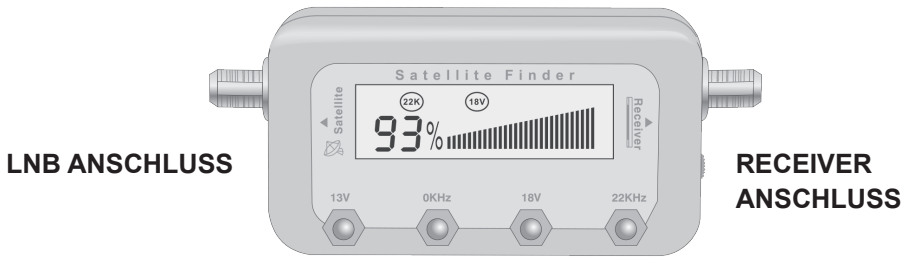 Satellite Finder
22K 18V
93%
Satellite
Receiver
LNB ANSCHLUSS
RECEIVER
ANSCHLUSS
13V 0KHz 18V 22KHz